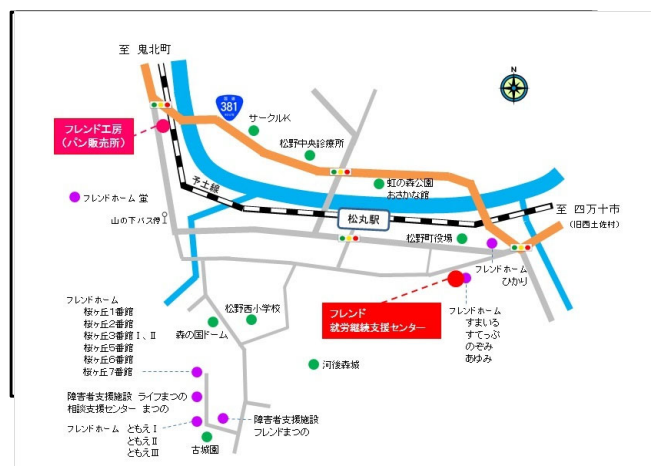 至 鬼北町
N
国道
381
サークルK
フレンド工房
(パン販売所)
松野中央診療所
虹の森公園
おさかな館
予土線
フレンドホーム 蛍
山の下バス停
松丸駅
至 四万十市
(旧西土佐村)
松野町役場
フレンドホーム
ひかり
フレンド
就労継続支援センター
フレンドホーム
すまいる
すてっぷ
のぞみ
あゆみ
フレンドホーム
桜ヶ丘1番館
桜ヶ丘2番館
桜ヶ丘3番館Ⅰ、Ⅱ
桜ヶ丘5番館
桜ヶ丘6番館
桜ヶ丘7番館
松野西小学校
森の国ドーム
河後森城
障害者支援施設 ライフまつの
相談支援センター まつの
障害者支援施設
フレンドまつの
フレンドホーム ともえⅠ
ともえⅡ
ともえⅢ
古城園